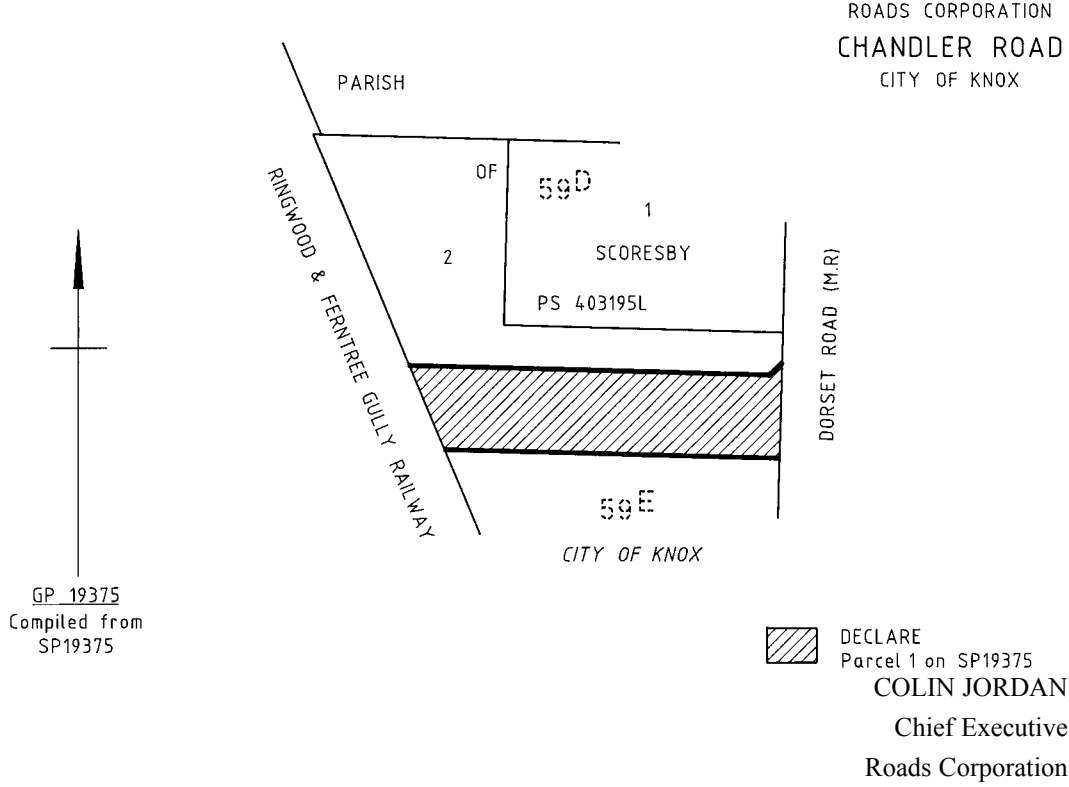 ROADS CORPORATION
CHANDLER ROAD
CITY OF KNOX
PARISH
OF
59D
1
2
SCORESBY
PS 403195L
RINGWOOD & FERNTREE GULLY RAILWAY
DORSET ROAD (M.R)
59E
CITY OF KNOX
GP 19375
Compiled from
SP19375
DECLARE
Parcel 1 on SP19375
COLIN JORDAN
Chief Executive
Roads Corporation